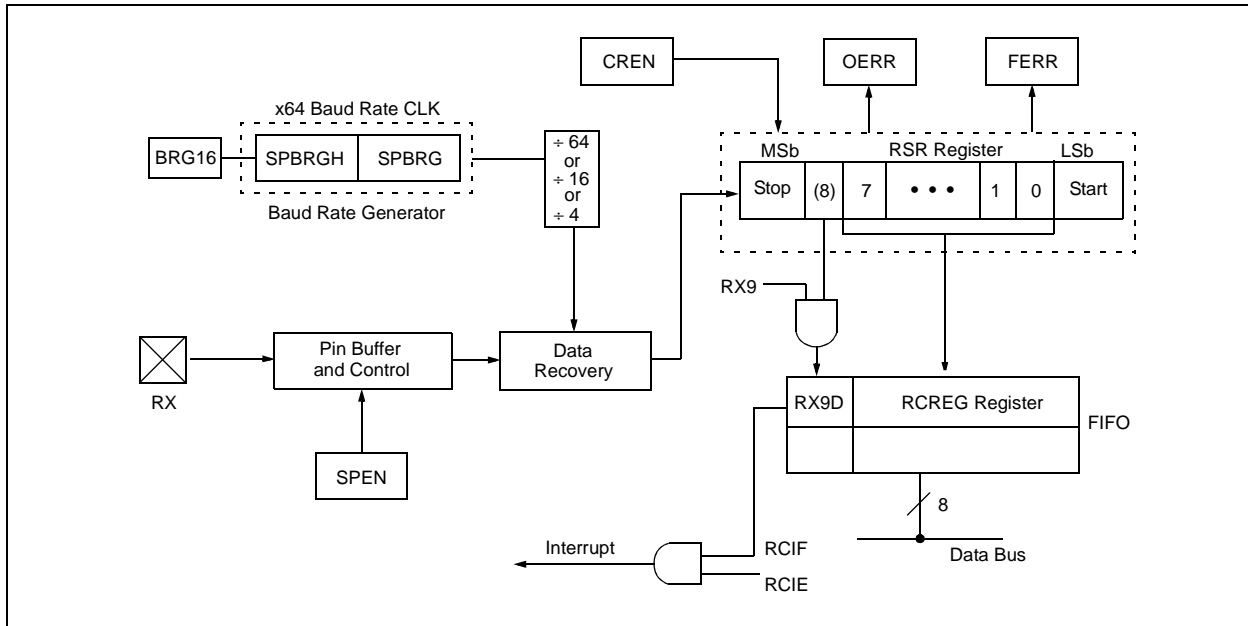 CREN
OERR
FERR
x64 Baud Rate CLK
BRG16
SPBRGH
SPBRG
Baud Rate Generator
÷ 64
or
÷ 16
or
÷ 4
MSb
RSR Register
LSb
Stop
(8)
7
• • •
1
0
Start
RX9
RX
Pin Buffer
and Control
Data
Recovery
SPEN
RX9D
RCREG Register
FIFO
8
Data Bus
Interrupt
RCIF
RCIE